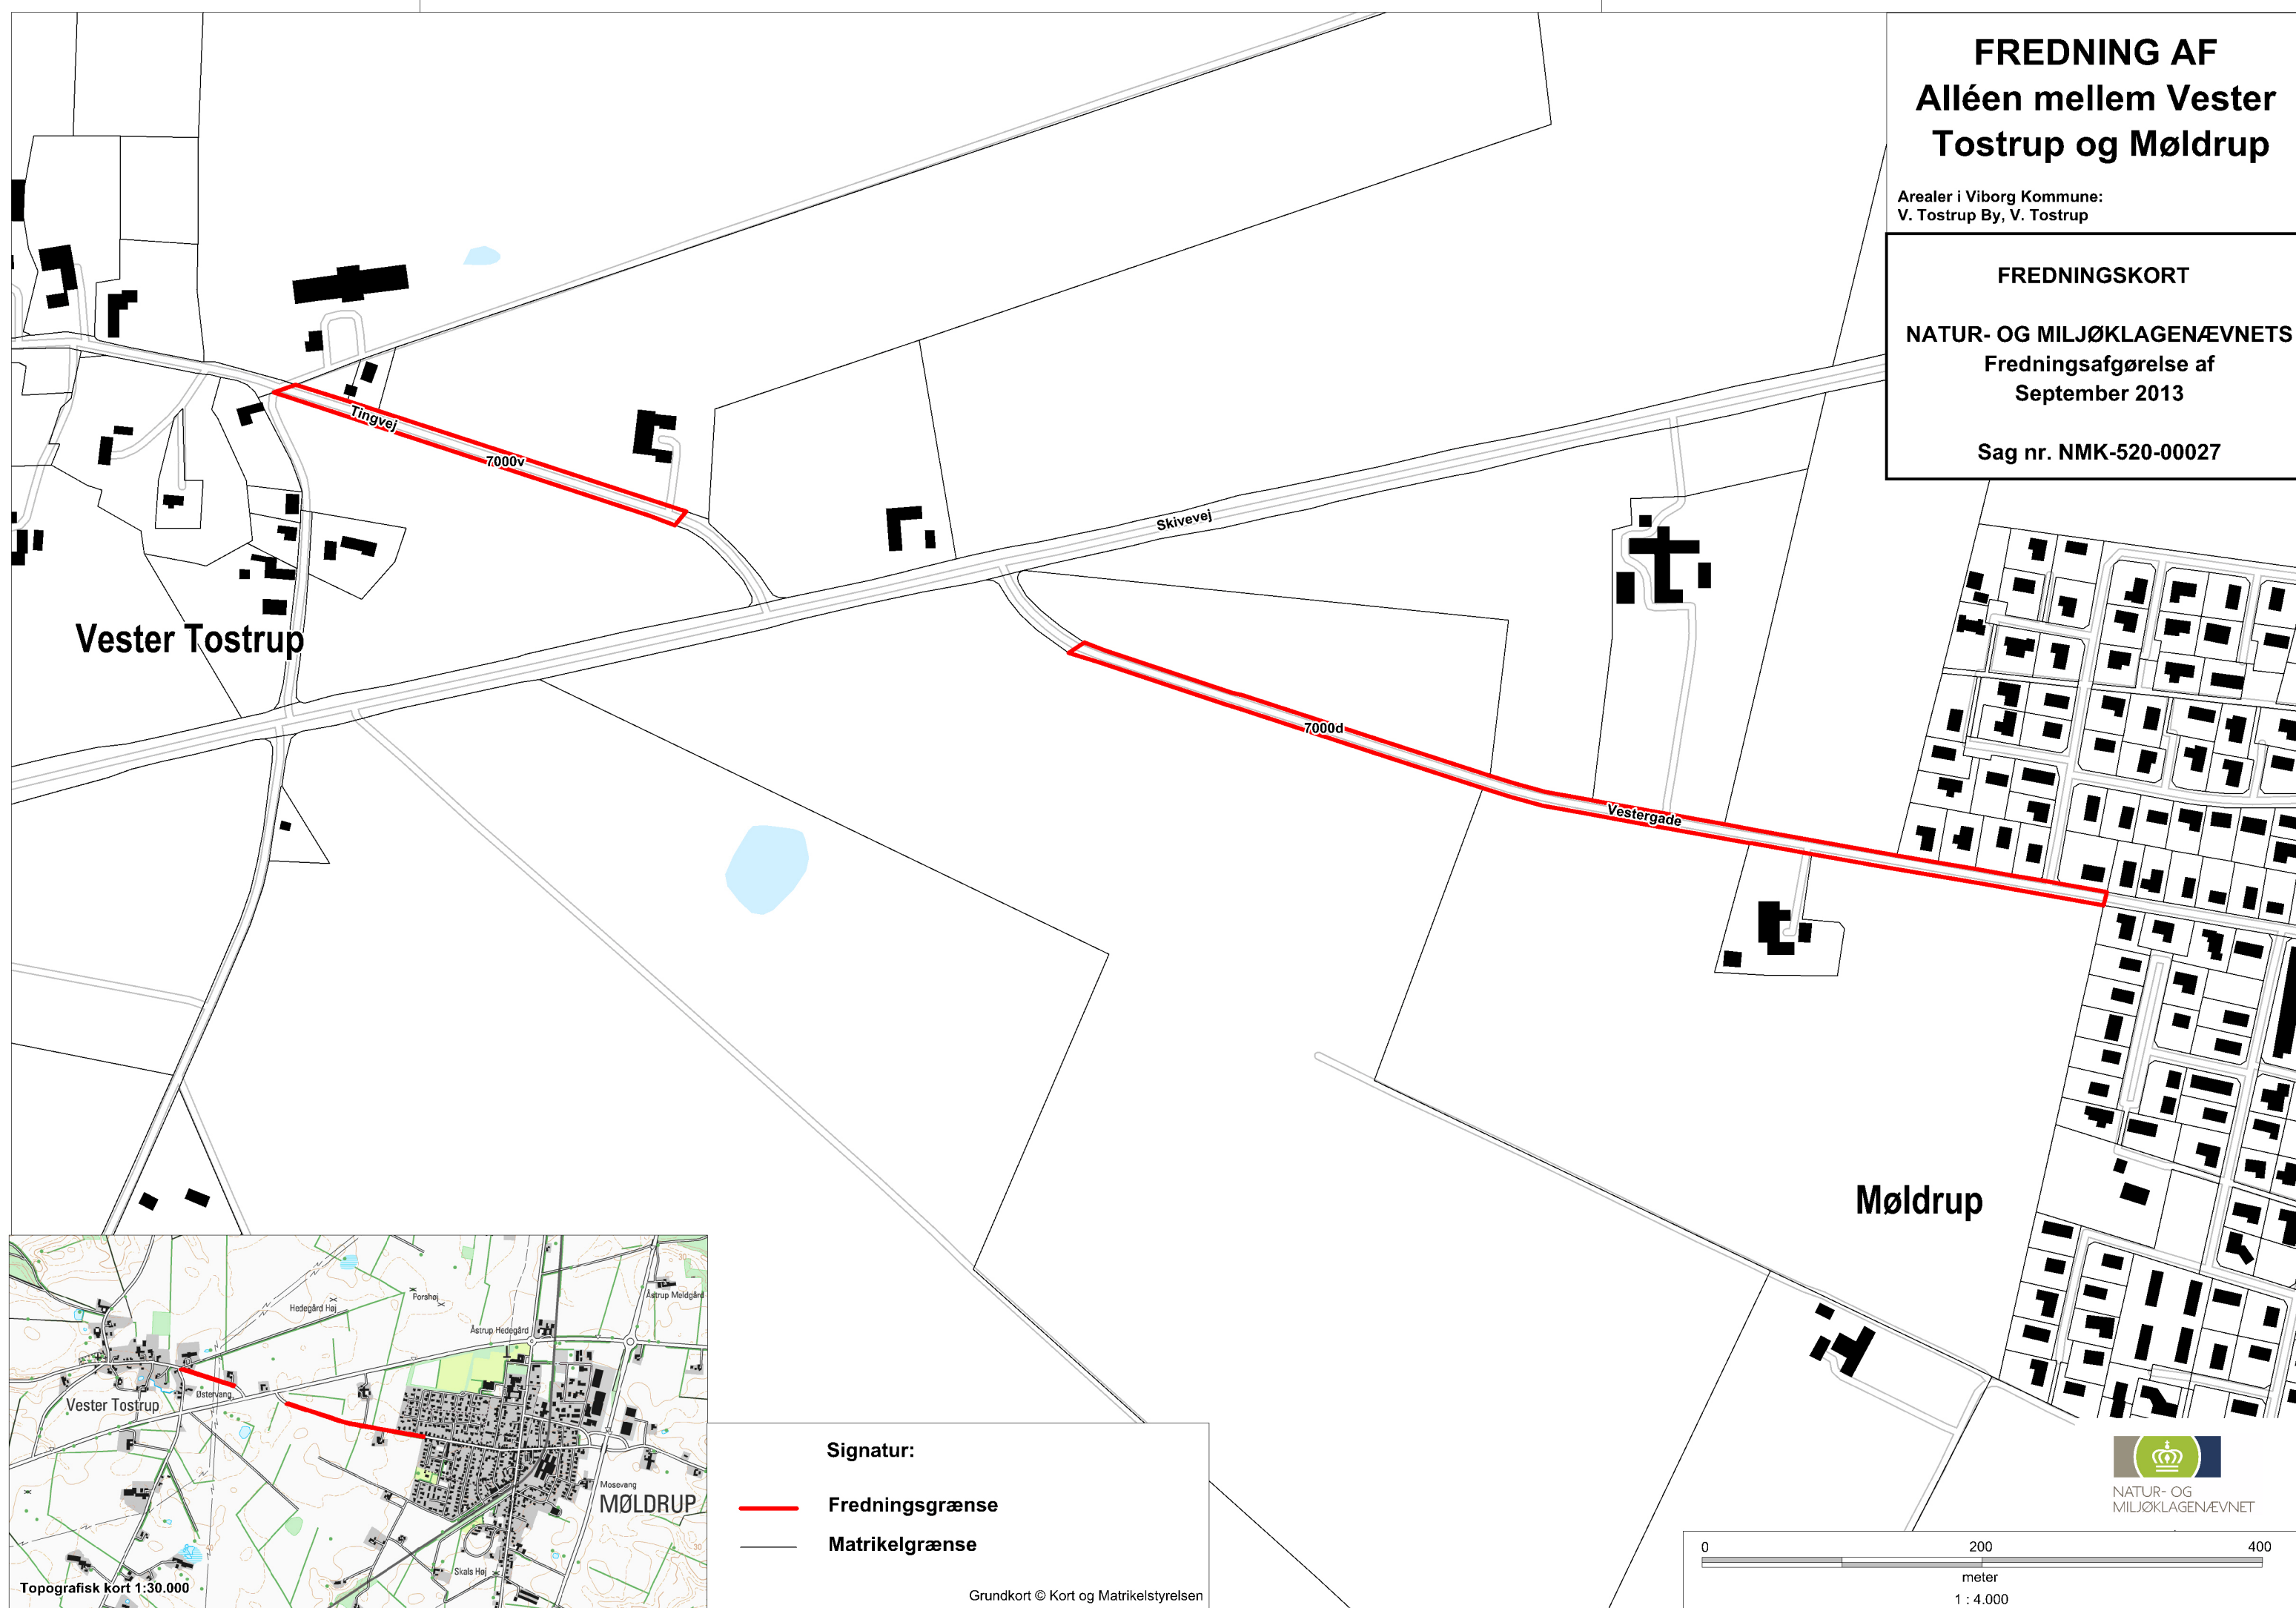 FREDNING AF
Alléen mellem Vester
Tostrup og Møldrup
Arealer i Viborg Kommune:
V. Tostrup By, V. Tostrup
FREDNINGSKORT
NATUR- OG MILJØKLAGENÆVNETS
Fredningsafgørelse af
September 2013
Sag nr. NMK-520-00027
Tingvej
7000v
Skivevej
Vester Tostrup
7000d
Vestergade
Møldrup
Hedegård Høj
Forshøj
Åstrup Meldgård
Åstrup Hedegård
Østervang
Vester Tostrup
Mosevang
MØLDRUP
Skals Høj
30
30
Topografisk kort 1:30.000
Signatur:
Fredningsgrænse
Matrikelgrænse
Grundkort © Kort og Matrikelstyrelsen
NATUR- OG
MILJØKLAGENÆVNET
0 200 400
meter
1 : 4.000